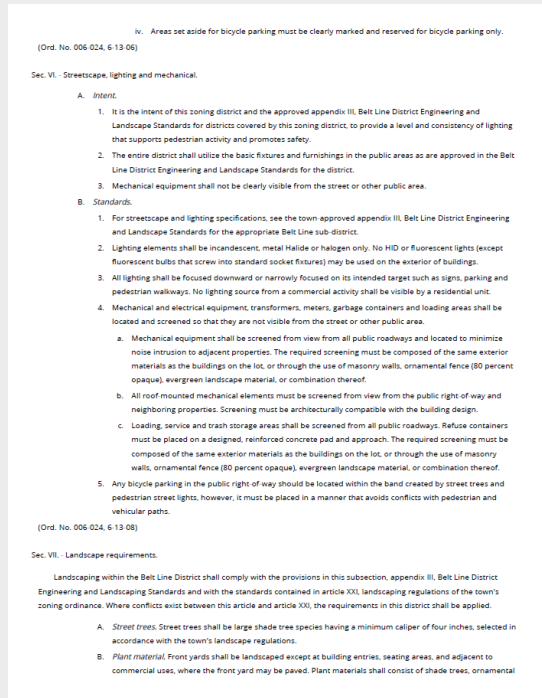 iv. Areas set aside for bicycle parking must be clearly marked and reserved for bicycle parking only.
(Ord. No. 006-024, 6-13-06)
Sec. VI. - Streetscape, lighting and mechanical.
A. Intent.
1. It is the intent of this zoning district and the approved appendix III, Belt Line District Engineering and
Landscape Standards for districts covered by this zoning district, to provide a level and consistency of lighting
that supports pedestrian activity and promotes safety.
2. The entire district shall utilize the basic fixtures and furnishings in the public areas as are approved in the Belt
Line District Engineering and Landscape Standards for the district.
3. Mechanical equipment shall not be clearly visible from the street or other public area.
B. Standards.
1. For streetscape and lighting specifications, see the town-approved appendix III, Belt Line District Engineering
and Landscape Standards for the appropriate Belt Line sub-district.
2. Lighting elements shall be incandescent, metal Halide or halogen only. No HID or fluorescent lights (except
fluorescent bulbs that screw into standard socket fixtures) may be used on the exterior of buildings.
3. All lighting shall be focused downward or narrowly focused on its intended target such as signs, parking and
pedestrian walkways. No lighting source from a commercial activity shall be visible by a residential unit.
4. Mechanical and electrical equipment, transformers, meters, garbage containers and loading areas shall be
located and screened so that they are not visible from the street or other public area.
a. Mechanical equipment shall be screened from view from all public roadways and located to minimize
noise intrusion to adjacent properties. The required screening must be composed of the same exterior
materials as the buildings on the lot, or through the use of masonry walls, ornamental fence (80 percent
opaque), evergreen landscape material, or combination thereof.
b. All roof-mounted mechanical elements must be screened from view from the public right-of-way and
neighboring properties. Screening must be architecturally compatible with the building design.
c. Loading, service and trash storage areas shall be screened from all public roadways. Refuse containers
must be placed on a designed, reinforced concrete pad and approach. The required screening must be
composed of the same exterior materials as the buildings on the lot, or through the use of masonry
walls, ornamental fence (80 percent opaque), evergreen landscape material, or combination thereof.
5. Any bicycle parking in the public right-of-way should be located within the band created by street trees and
pedestrian street lights, however, it must be placed in a manner that avoids conflicts with pedestrian and
vehicular paths.
(Ord. No. 006-024, 6-13-08)
Sec. VII. - Landscape requirements.
Landscaping within the Belt Line District shall comply with the provisions in this subsection, appendix III, Belt Line District
Engineering and Landscaping Standards and with the standards contained in article XXI, landscaping regulations of the town's
zoning ordinance. Where conflicts exist between this article and article XXI, the requirements in this district shall be applied.
A. Street trees. Street trees shall be large shade tree species having a minimum caliper of four inches, selected in
accordance with the town's landscape regulations.
B. Plant material. Front yards shall be landscaped except at building entries, seating areas, and adjacent to
commercial uses, where the front yard may be paved. Plant materials shall consist of shade trees, ornamental